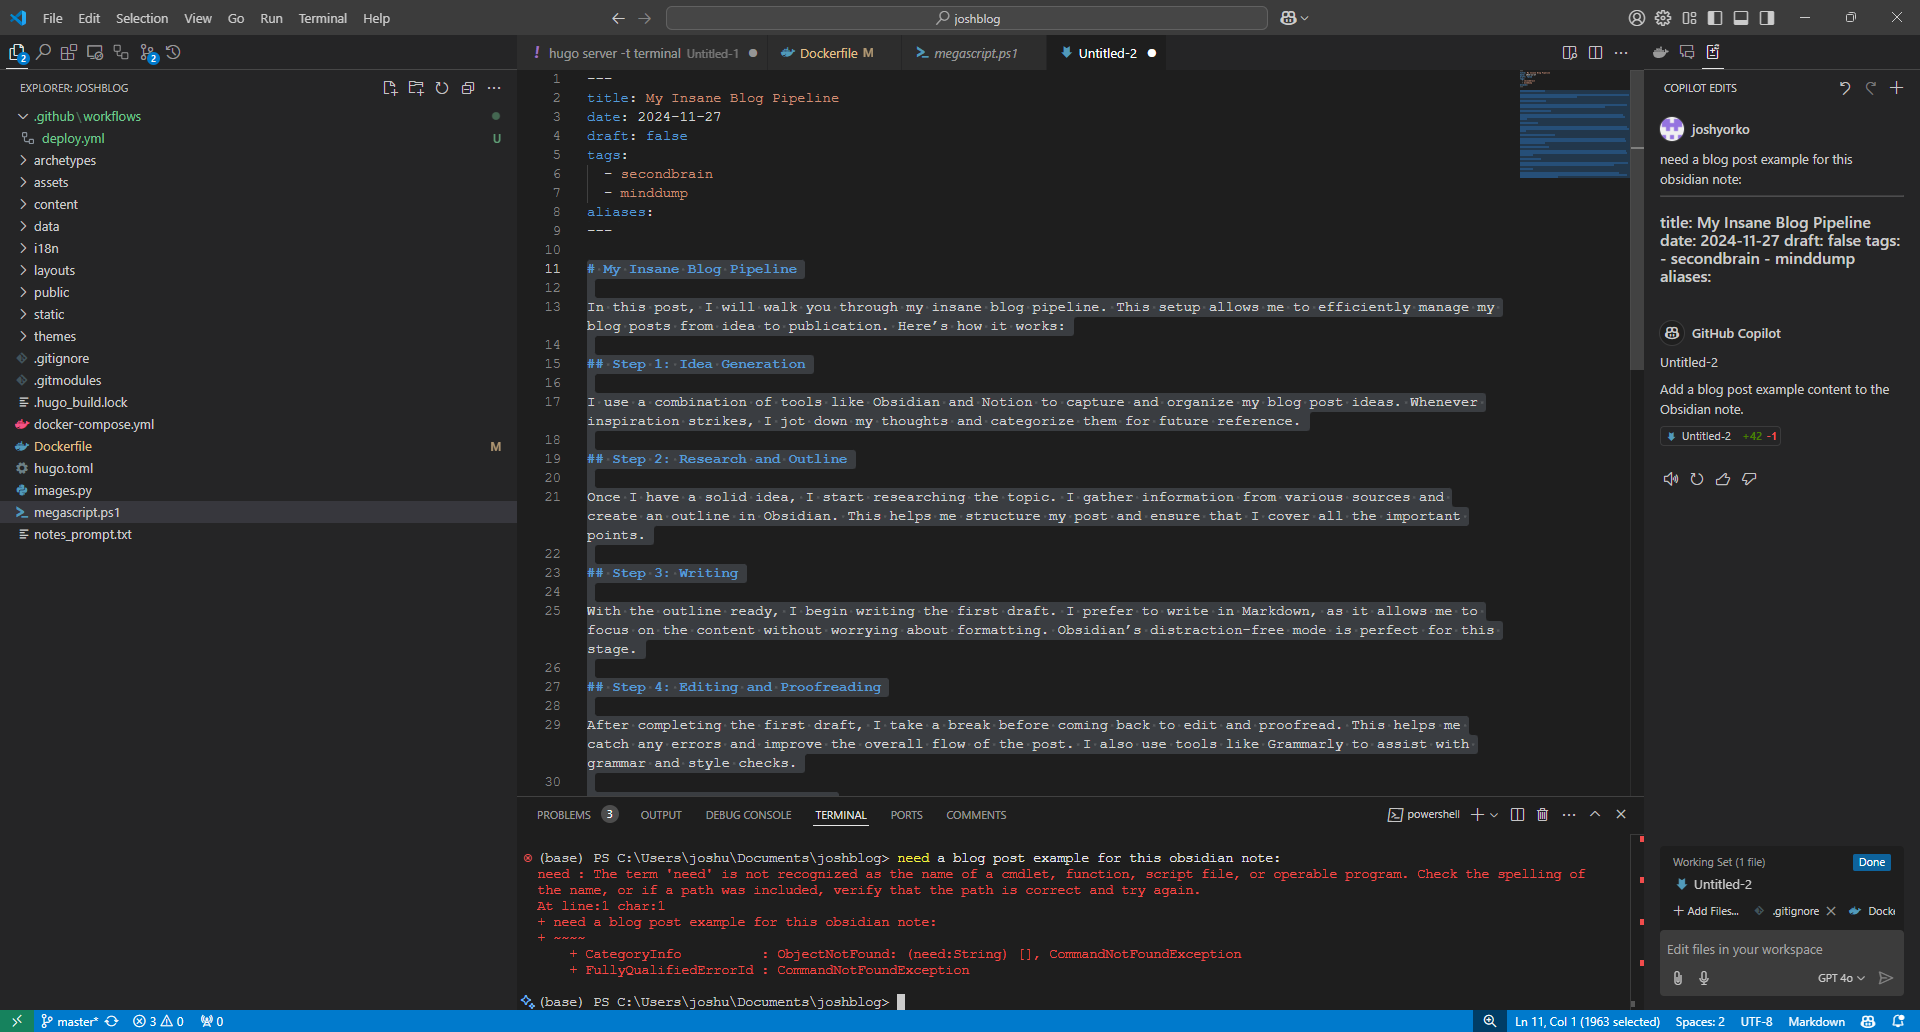 File Edit Selection View Go Run Terminal Help
joshblog
2
2
EXPLORER: JOSHBLOG
.github\workflows
deploy.yml U
archetypes
assets
content
data
i18n
layouts
public
static
themes
.gitignore
.gitmodules
.hugo_build.lock
docker-compose.yml
Dockerfile M
hugo.toml
images.py
megascript.ps1
notes_prompt.txt
! hugo server -t terminal Untitled-1
Dockerfile M
megascript.ps1
Untitled-2
1 ---
2 title: My Insane Blog Pipeline
3 date: 2024-11-27
4 draft: false
5 tags:
6 - secondbrain
7 - minddump
8 aliases:
9 ---
10
11 # My Insane Blog Pipeline
12
13 In this post, I will walk you through my insane blog pipeline. This setup allows me to efficiently manage my
blog posts from idea to publication. Here’s how it works:
14
15 ## Step 1: Idea Generation
16
17 I use a combination of tools like Obsidian and Notion to capture and organize my blog post ideas. Whenever
inspiration strikes, I jot down my thoughts and categorize them for future reference.
18
19 ## Step 2: Research and Outline
20
21 Once I have a solid idea, I start researching the topic. I gather information from various sources and
create an outline in Obsidian. This helps me structure my post and ensure that I cover all the important
points.
22
23 ## Step 3: Writing
24
25 With the outline ready, I begin writing the first draft. I prefer to write in Markdown, as it allows me to
focus on the content without worrying about formatting. Obsidian’s distraction-free mode is perfect for this
stage.
26
27 ## Step 4: Editing and Proofreading
28
29 After completing the first draft, I take a break before coming back to edit and proofread. This helps me
catch any errors and improve the overall flow of the post. I also use tools like Grammarly to assist with
grammar and style checks.
30
PROBLEMS 3 OUTPUT DEBUG CONSOLE TERMINAL PORTS COMMENTS
powershell
(base) PS C:\Users\joshu\Documents\joshblog> need a blog post example for this obsidian note:
need : The term 'need' is not recognized as the name of a cmdlet, function, script file, or operable program. Check the spelling of
the name, or if a path was included, verify that the path is correct and try again.
At line:1 char:1
+ need a blog post example for this obsidian note:
+ ~~~~
+ CategoryInfo : ObjectNotFound: (need:String) [], CommandNotFoundException
+ FullyQualifiedErrorId : CommandNotFoundException
(base) PS C:\Users\joshu\Documents\joshblog>
COPILOT EDITS
joshyorko
need a blog post example for this
obsidian note:
title: My Insane Blog Pipeline
date: 2024-11-27 draft: false tags:
- secondbrain - minddump
aliases:
GitHub Copilot
Untitled-2
Add a blog post example content to the
Obsidian note.
Untitled-2 +42 -1
Working Set (1 file) Done
Untitled-2
Add Files... .gitignore Docke
Edit files in your workspace
GPT 4o
master* 3 0 0
Ln 11, Col 1 (1963 selected) Spaces: 2 UTF-8 Markdown